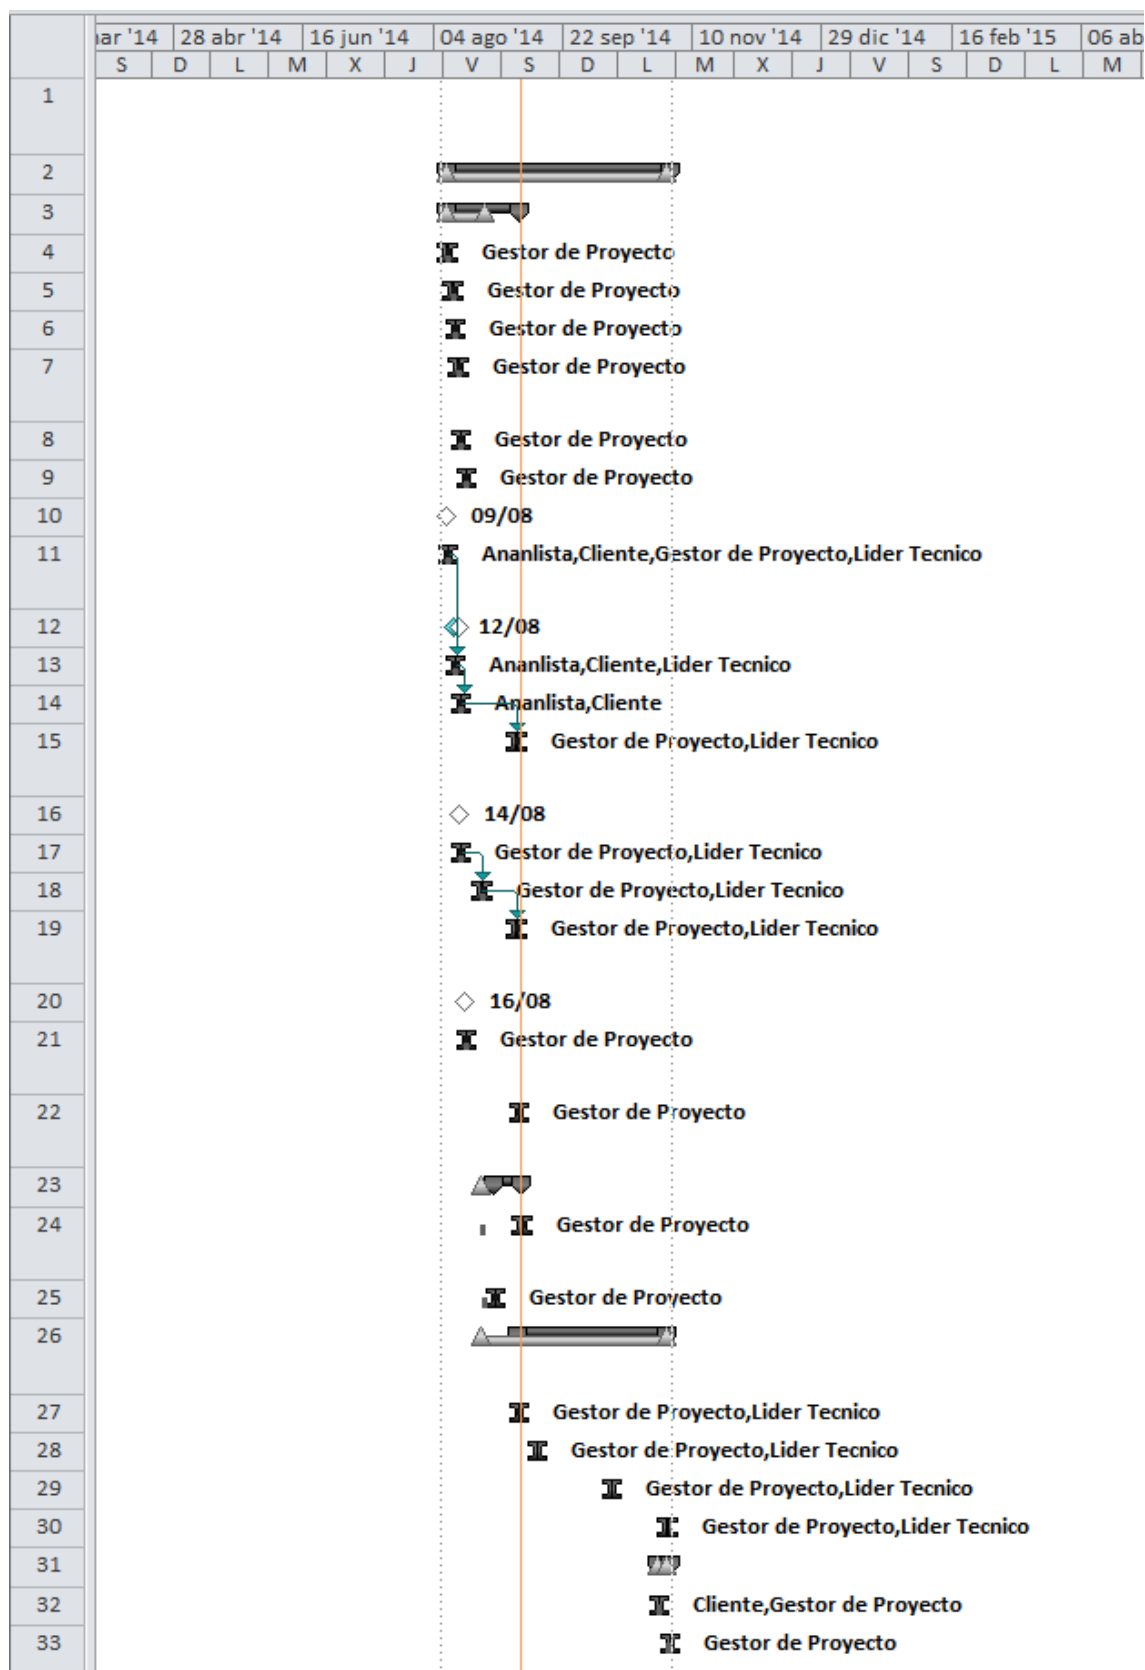 mar '14 28 abr '14 16 jun '14 04 ago '14 22 sep '14 10 nov '14 29 dic '14 16 feb '15 06 ab
S D L M X J V S D L M X J V S D L M
1
2
3
4 Gestor de Proyecto
5 Gestor de Proyecto
6 Gestor de Proyecto
7 Gestor de Proyecto
8 Gestor de Proyecto
9 Gestor de Proyecto
10 09/08
11 Ananlista,Cliente,Gestor de Proyecto,Lider Tecnico
12 12/08
13 Ananlista,Cliente,Lider Tecnico
14 Ananlista,Cliente
15 Gestor de Proyecto,Lider Tecnico
16 14/08
17 Gestor de Proyecto,Lider Tecnico
18 Gestor de Proyecto,Lider Tecnico
19 Gestor de Proyecto,Lider Tecnico
20 16/08
21 Gestor de Proyecto
22 Gestor de Proyecto
23
24 Gestor de Proyecto
25 Gestor de Proyecto
26
27 Gestor de Proyecto,Lider Tecnico
28 Gestor de Proyecto,Lider Tecnico
29 Gestor de Proyecto,Lider Tecnico
30 Gestor de Proyecto,Lider Tecnico
31
32 Cliente,Gestor de Proyecto
33 Gestor de Proyecto